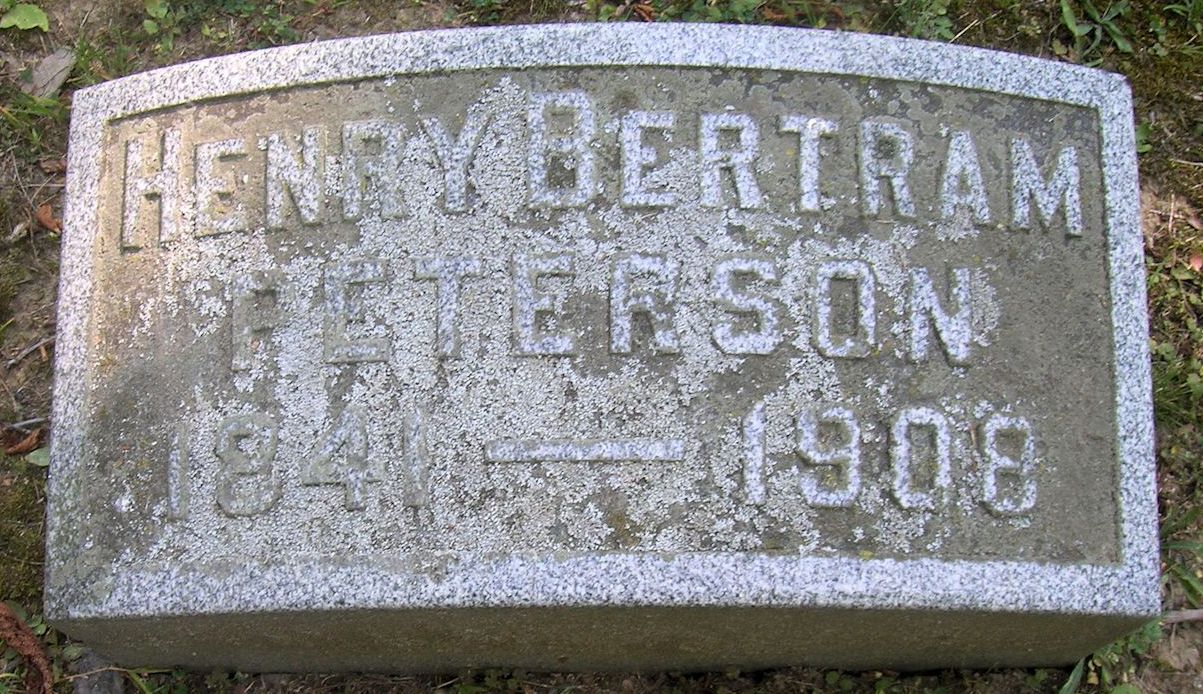 HENRY BERTRAM
PETERSON
1841 — 1908